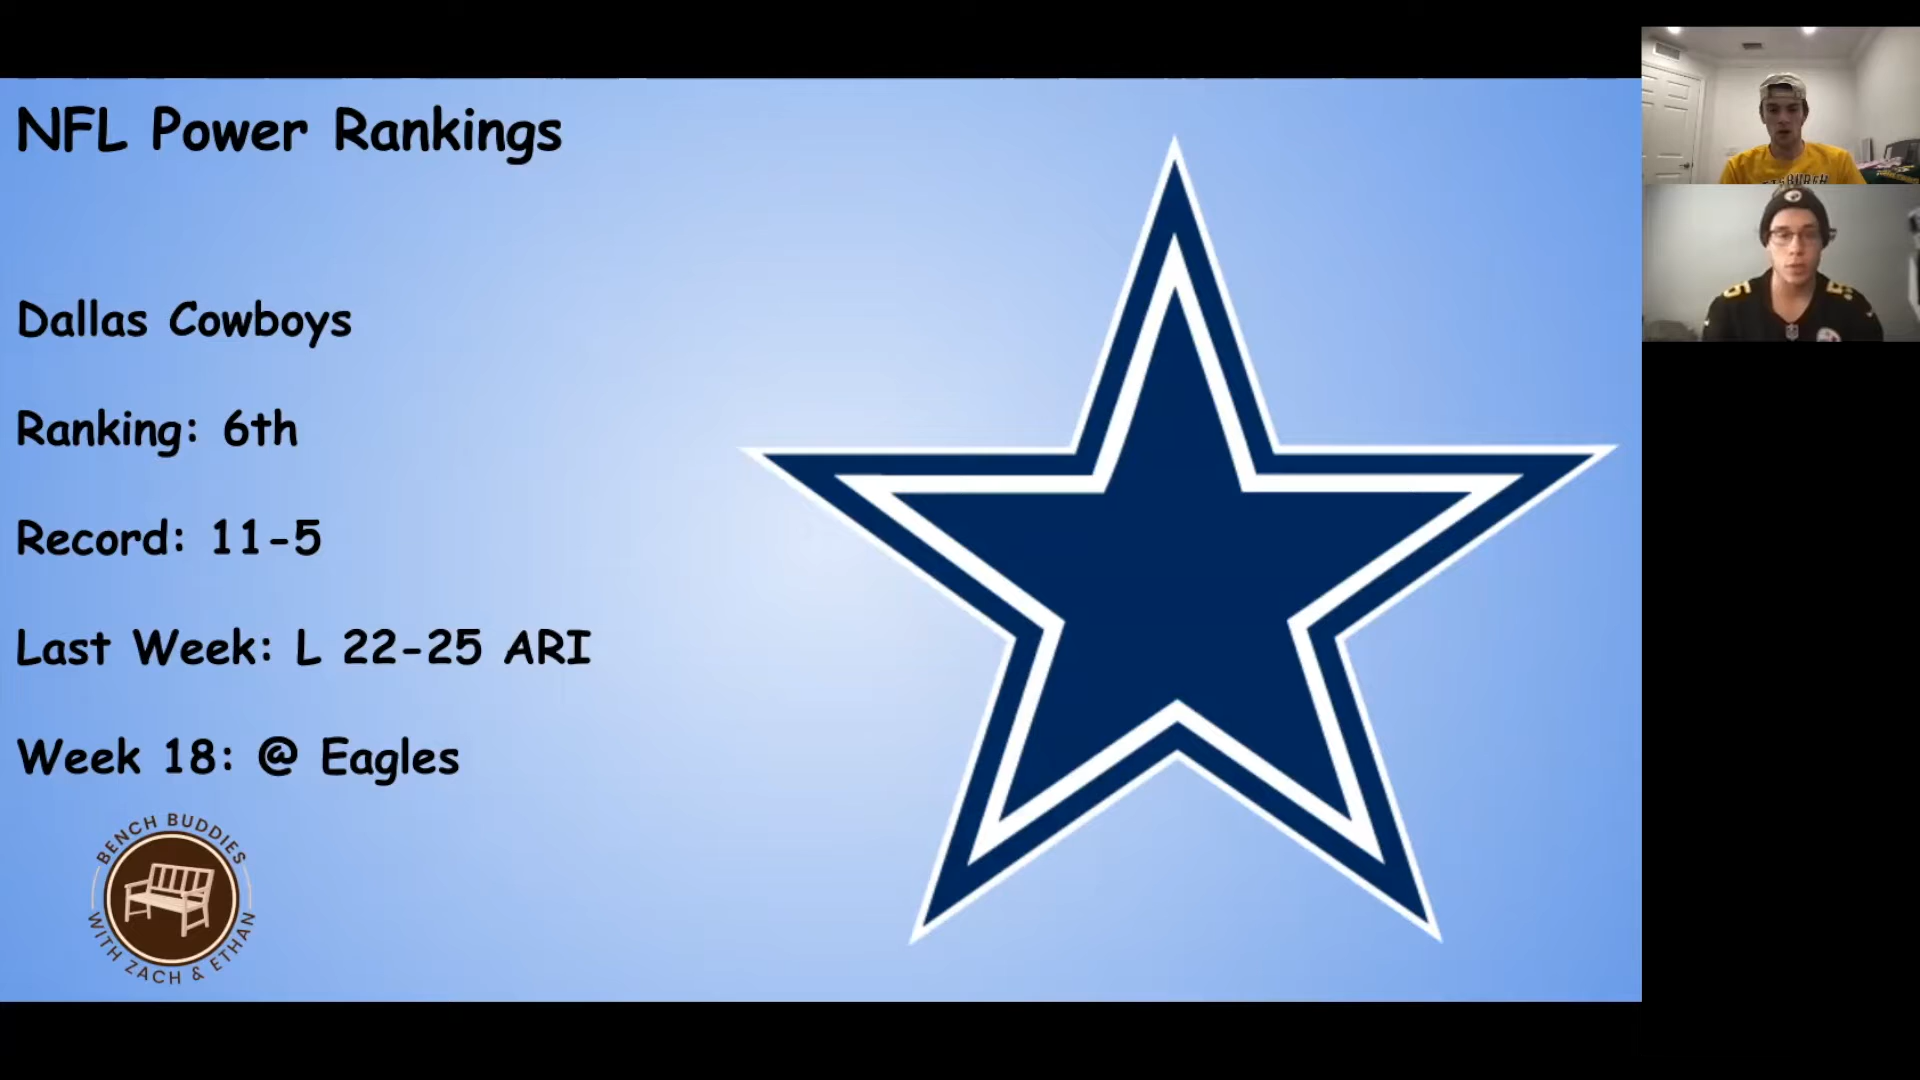 NFL Power Rankings
Dallas Cowboys
Ranking: 6th
Record: 11-5
Last Week: L 22-25 ARI
Week 18: @ Eagles
BENCH BUDDIES
WITH ZACH & ETHAN